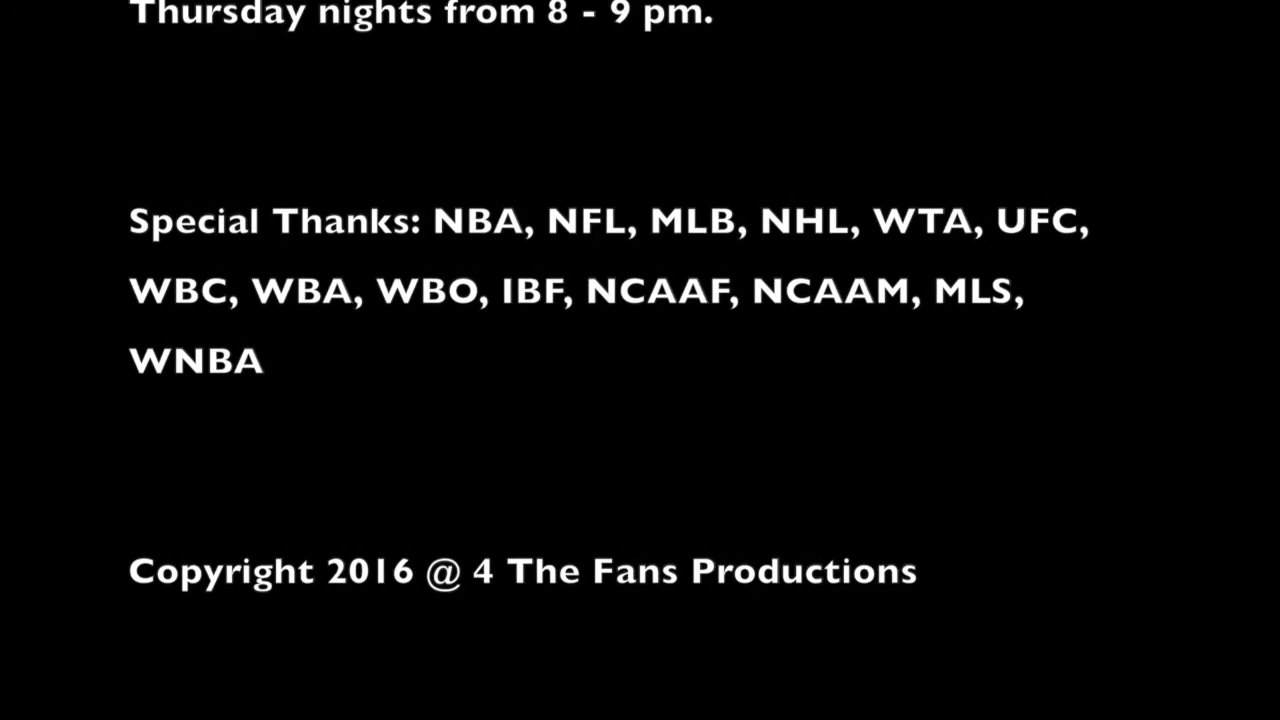 Thursday nights from 8 - 9 pm.
Special Thanks: NBA, NFL, MLB, NHL, WTA, UFC,
WBC, WBA, WBO, IBF, NCAAF, NCAAM, MLS,
WNBA
Copyright 2016 @ 4 The Fans Productions